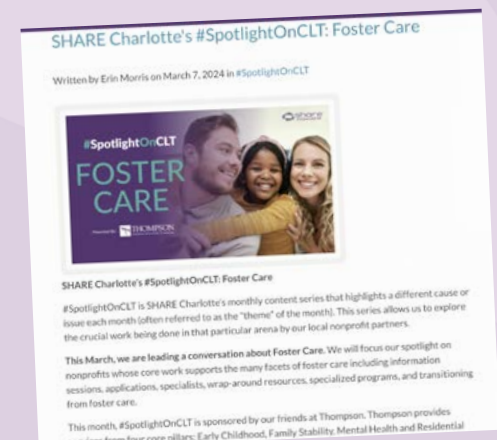 SHARE Charlotte's #SpotlightOnCLT: Foster Care
Written by Erin Morris on March 7, 2024 in #SpotlightOnCLT
share
#SpotlightOnCLT
FOSTER
CARE
Presented By: THOMPSON
SHARE Charlotte's #SpotlightOnCLT: Foster Care
#SpotlightOnCLT is SHARE Charlotte's monthly content series that highlights a different cause or
issue each month (often referred to as the "theme" of the month). This series allows us to explore
the crucial work being done in that particular arena by our local nonprofit partners.
This March, we are leading a conversation about Foster Care. We will focus our spotlight on
nonprofits whose core work supports the many facets of foster care including information
sessions, applications, specialists, wrap-around resources, specialized programs, and transitioning
from foster care.
This month, #SpotlightOnCLT is sponsored by our friends at Thompson. Thompson provides
services from four core pillars: Early Childhood, Family Stability, Mental Health and Residential